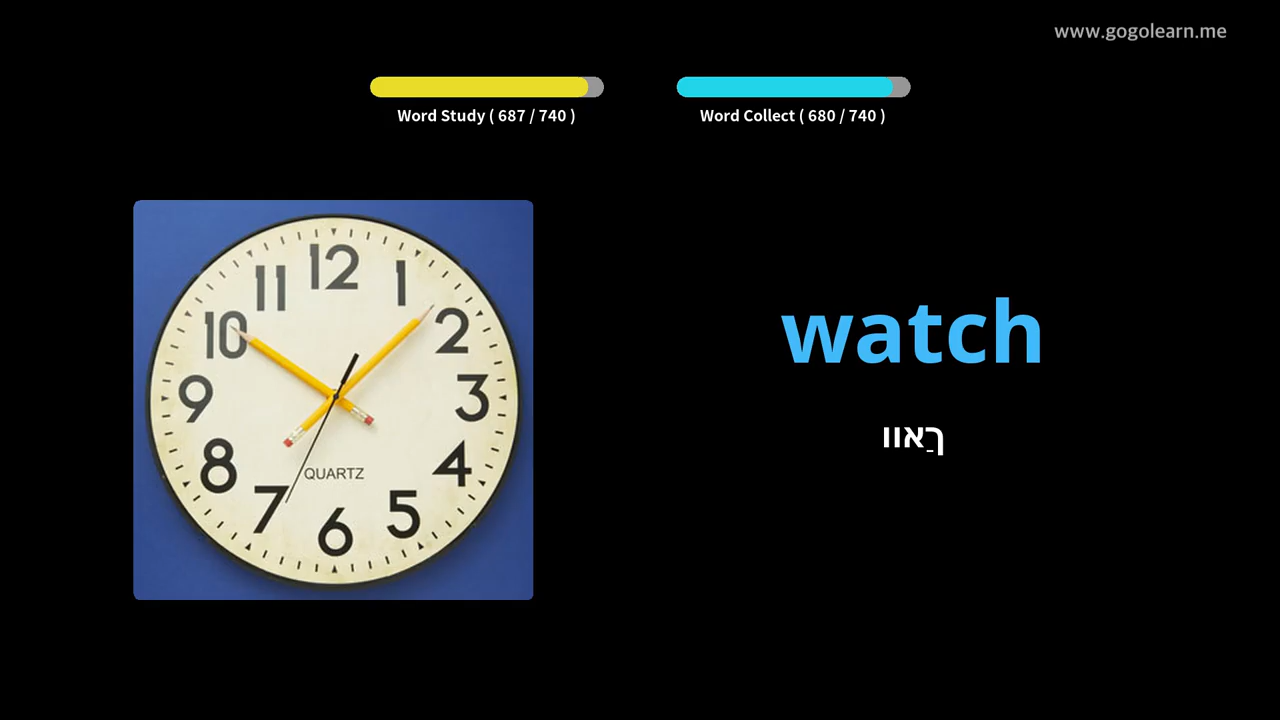 www.gogolearn.me
Word Study ( 687 / 740 )
Word Collect ( 680 / 740 )
12
1
2
3
4
5
6
7
8
9
10
11
QUARTZ
watch
ךַאוו